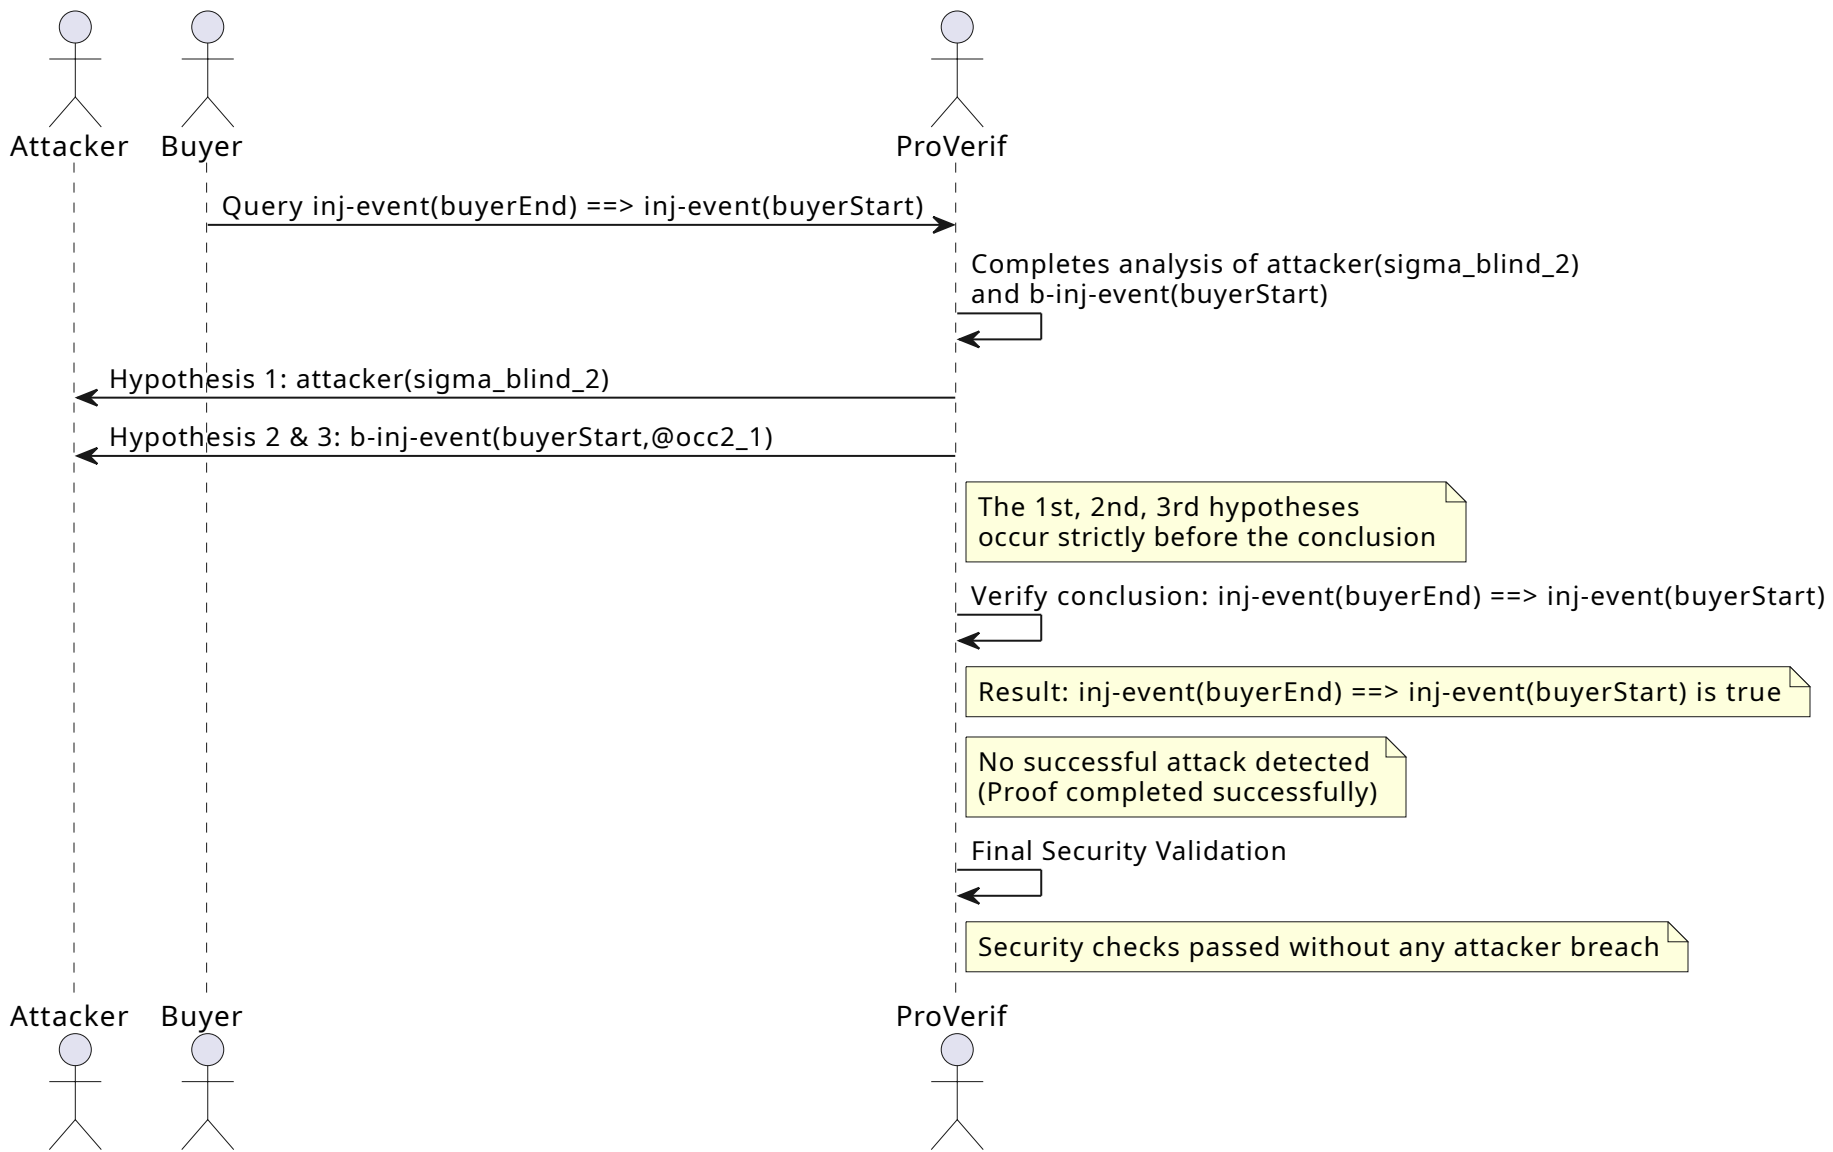 Attacker
Buyer
ProVerif
Query inj-event(buyerEnd) ==> inj-event(buyerStart)
Completes analysis of attacker(sigma_blind_2)
and b-inj-event(buyerStart)
Hypothesis 1: attacker(sigma_blind_2)
Hypothesis 2 & 3: b-inj-event(buyerStart,@occ2_1)
The 1st, 2nd, 3rd hypotheses
occur strictly before the conclusion
Verify conclusion: inj-event(buyerEnd) ==> inj-event(buyerStart)
Result: inj-event(buyerEnd) ==> inj-event(buyerStart) is true
No successful attack detected
(Proof completed successfully)
Final Security Validation
Security checks passed without any attacker breach
Attacker
Buyer
ProVerif